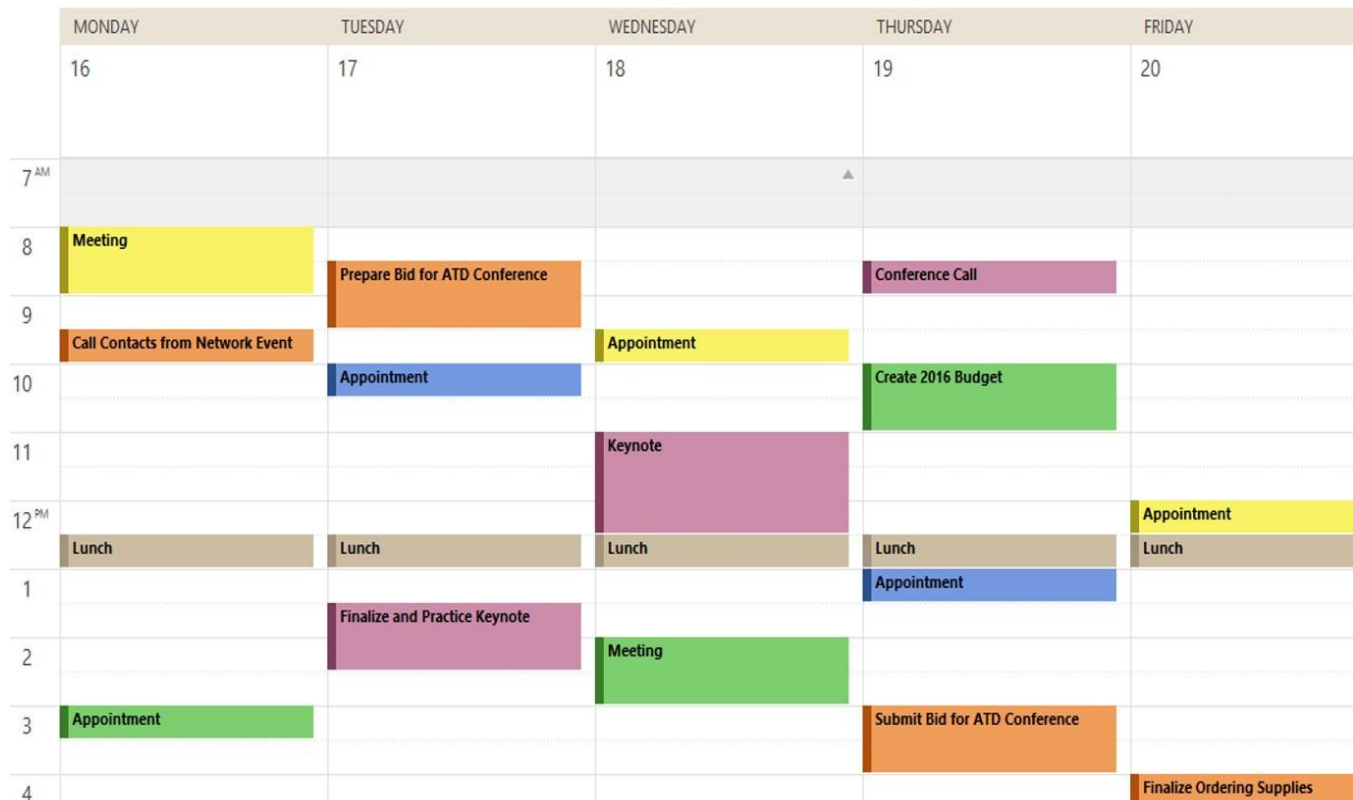 MONDAY TUESDAY WEDNESDAY THURSDAY FRIDAY
16 17 18 19 20
7 AM
8
Meeting
Prepare Bid for ATD Conference
Conference Call
9
Call Contacts from Network Event
Appointment
10
Appointment
Create 2016 Budget
11
Keynote
12 PM
Appointment
Lunch Lunch Lunch Lunch Lunch
1
Appointment
Finalize and Practice Keynote
2
Meeting
3
Appointment
Submit Bid for ATD Conference
4
Finalize Ordering Supplies